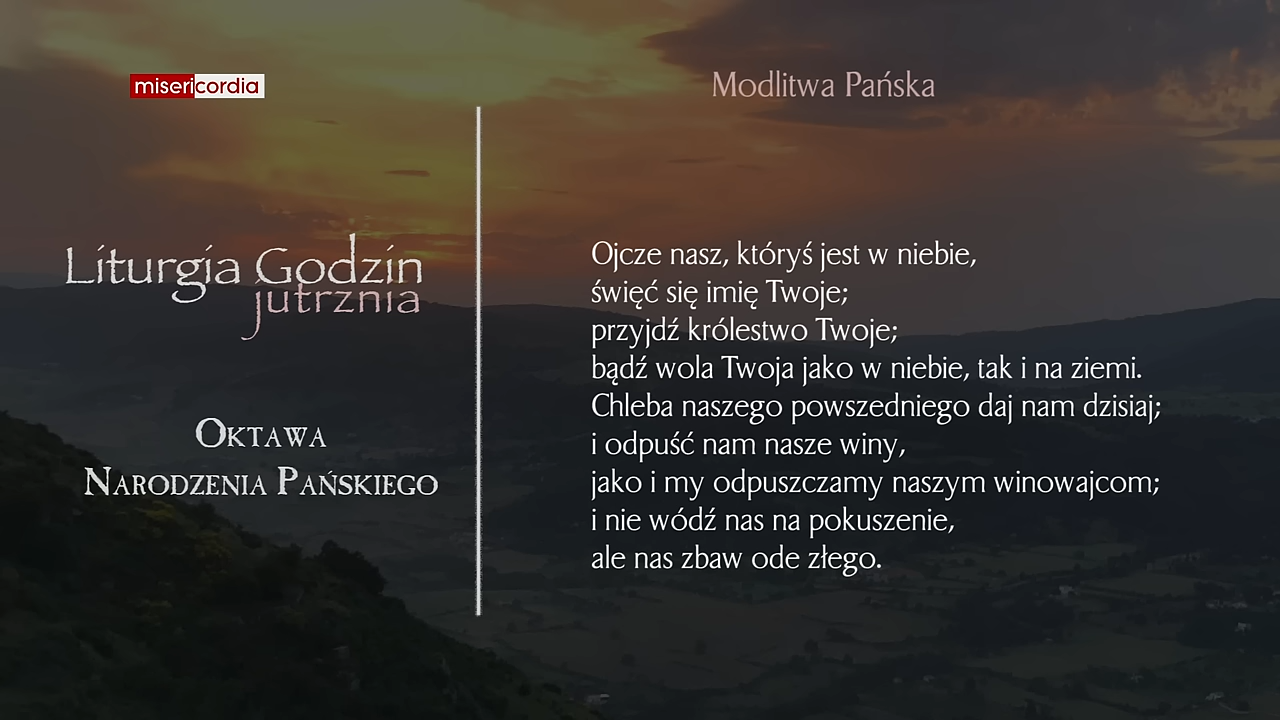 misericordia
Liturgia Godzin
jutrznia
Oktawa
Narodzenia Pańskiego
Modlitwa Pańska
Ojcze nasz, któryś jest w niebie,
święć się imię Twoje;
przyjdź królestwo Twoje;
bądź wola Twoja jako w niebie, tak i na ziemi.
Chleba naszego powszedniego daj nam dzisiaj;
i odpuść nam nasze winy,
jako i my odpuszczamy naszym winowajcom;
i nie wódź nas na pokuszenie,
ale nas zbaw ode złego.